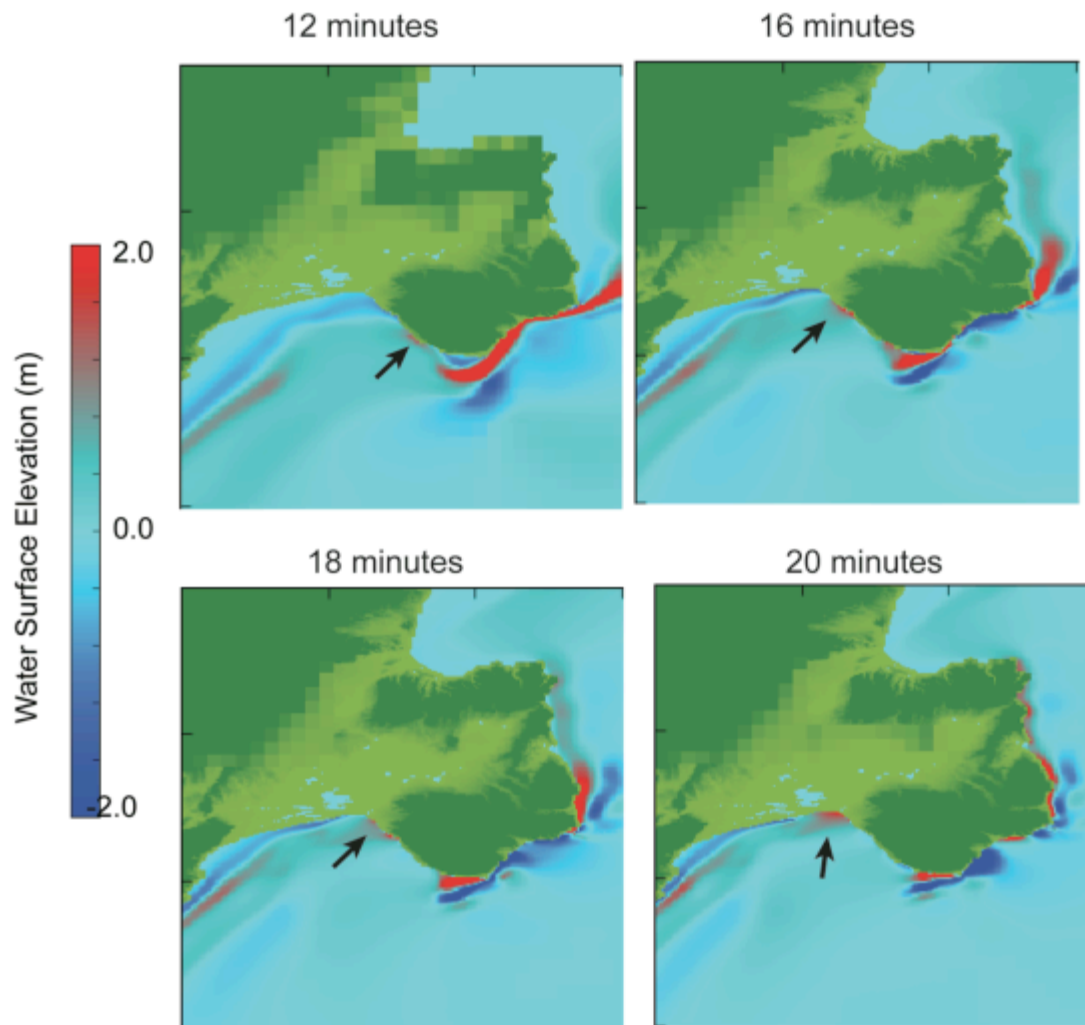 12 minutes
16 minutes
Water Surface Elevation (m)
2.0
0.0
-2.0
18 minutes
20 minutes